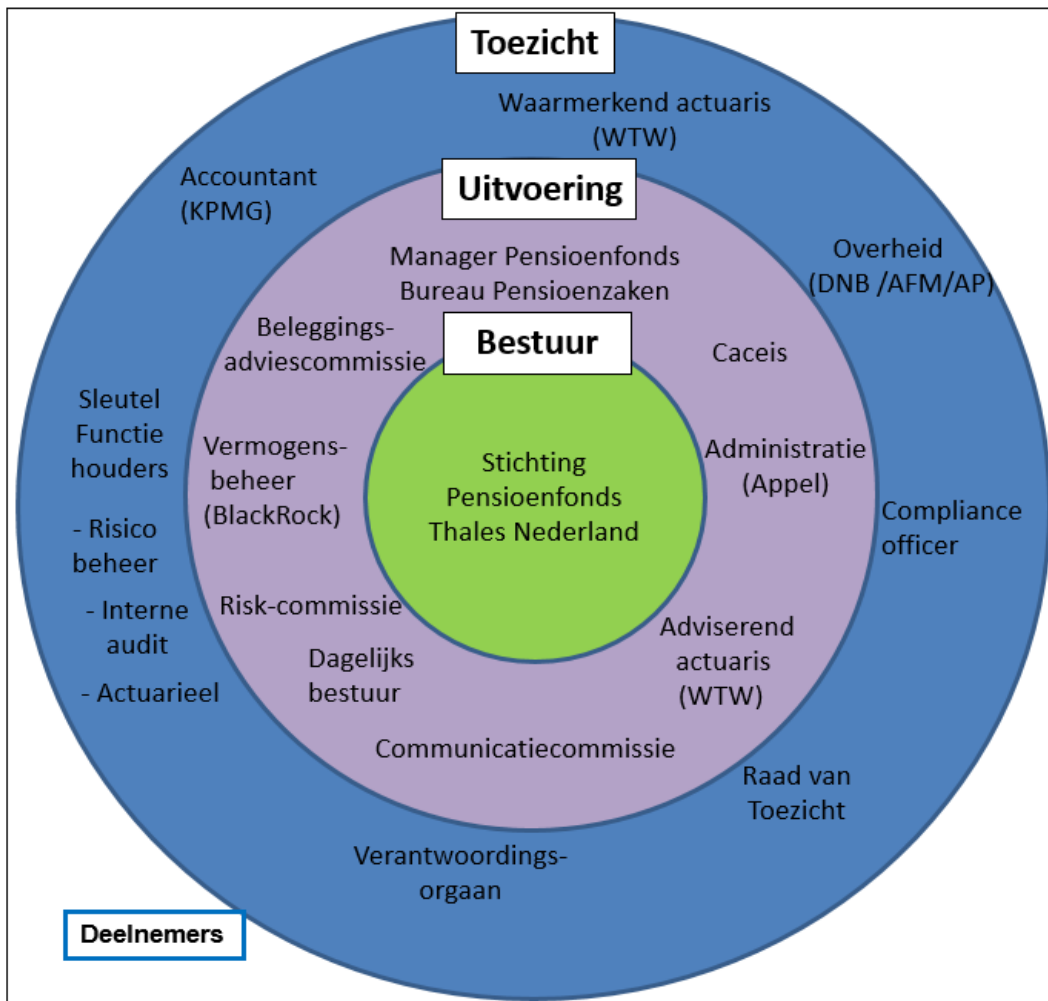 Toezicht
Waarmerkend actuaris
(WTW)
Accountant
(KPMG)
Uitvoering
Manager Pensioenfonds
Bureau Pensioenzaken
Overheid
(DNB /AFM/AP)
Beleggings-
adviescommissie
Bestuur
Caceis
Sleutel
Functie
houders
- Risico
beheer
- Interne
audit
- Actuarieel
Vermogens-
beheer
(BlackRock)
Stichting
Pensioenfonds
Thales Nederland
Administratie
(Appel)
Compliance
officer
Risk-commissie
Dagelijks
bestuur
Adviserend
actuaris
(WTW)
Communicatiecommissie
Raad van
Toezicht
Verantwoordings-
orgaan
Deelnemers